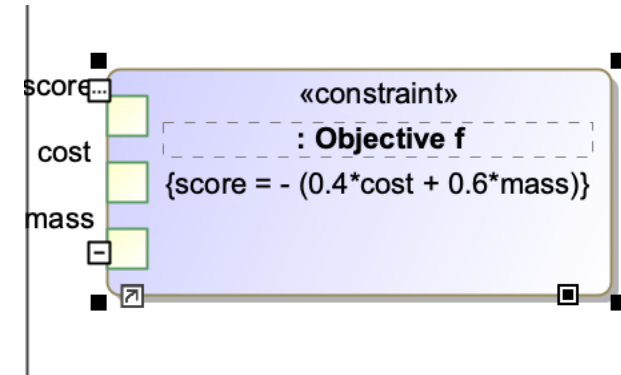 score
«constraint»
: Objective f
cost
{score = - (0.4*cost + 0.6*mass)}
mass